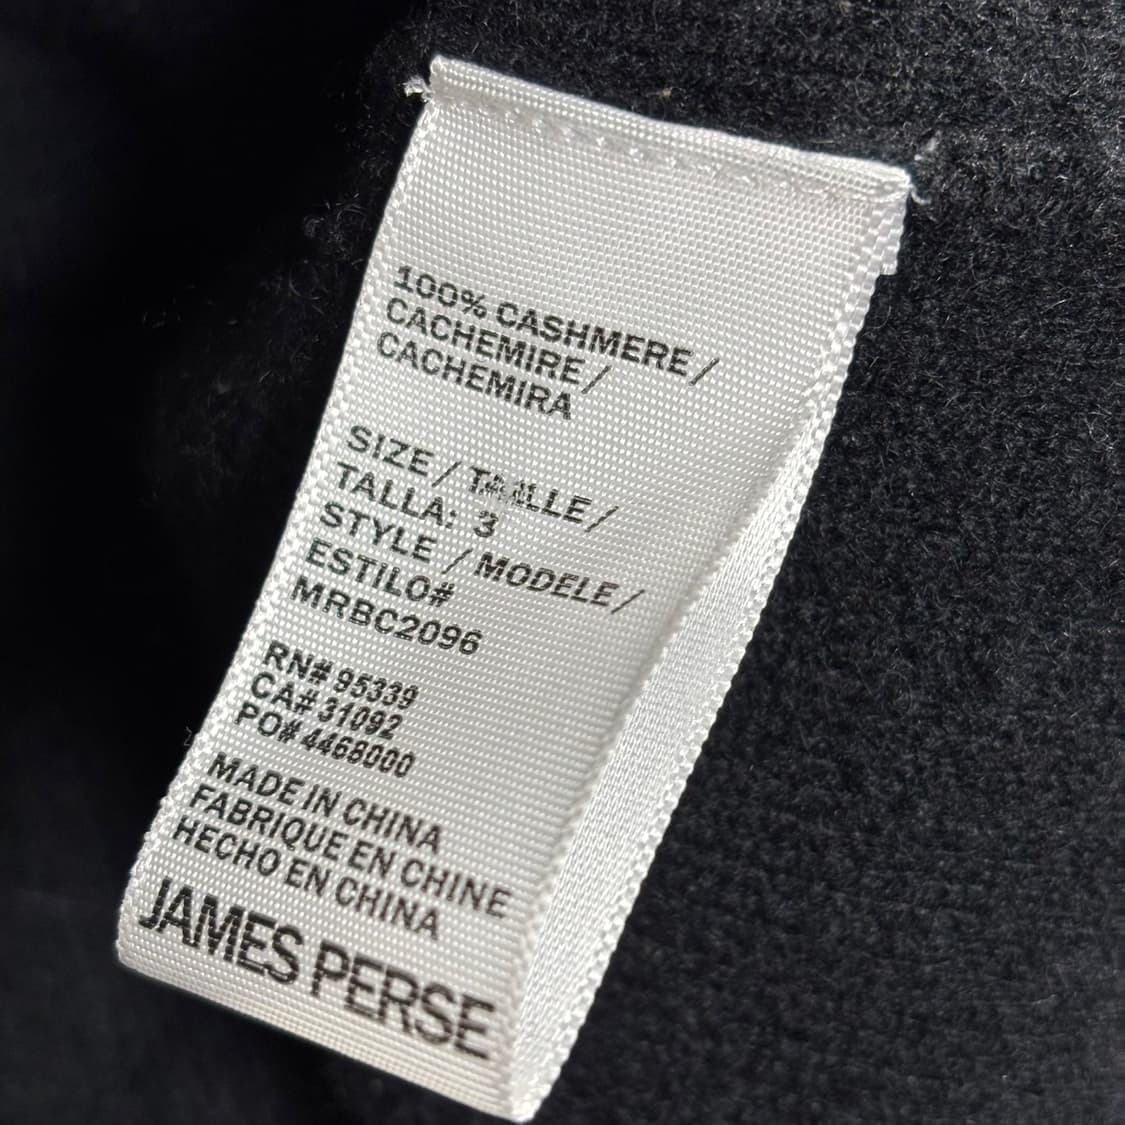 100% CASHMERE /
CACHEMIRE /
CACHEMIRA
SIZE / TAILLE /
TALLA: 3
STYLE / MODELE /
ESTILO#
MRBC2096
RN# 95339
CA# 31092
PO# 4468000
MADE IN CHINA
FABRIQUE EN CHINE
HECHO EN CHINA
JAMES PERSE